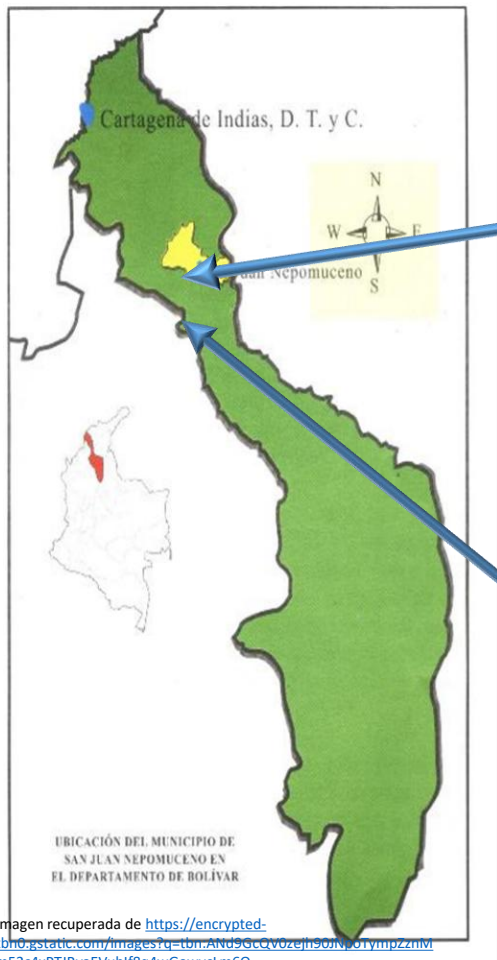 Cartagena de Indias, D. T. y C.
N
W E
Juan Nepomuceno
S
UBICACIÓN DEL MUNICIPIO DE
SAN JUAN NEPOMUCENO EN
EL DEPARTAMENTO DE BOLÍVAR
magen recuperada de https://encrypted-